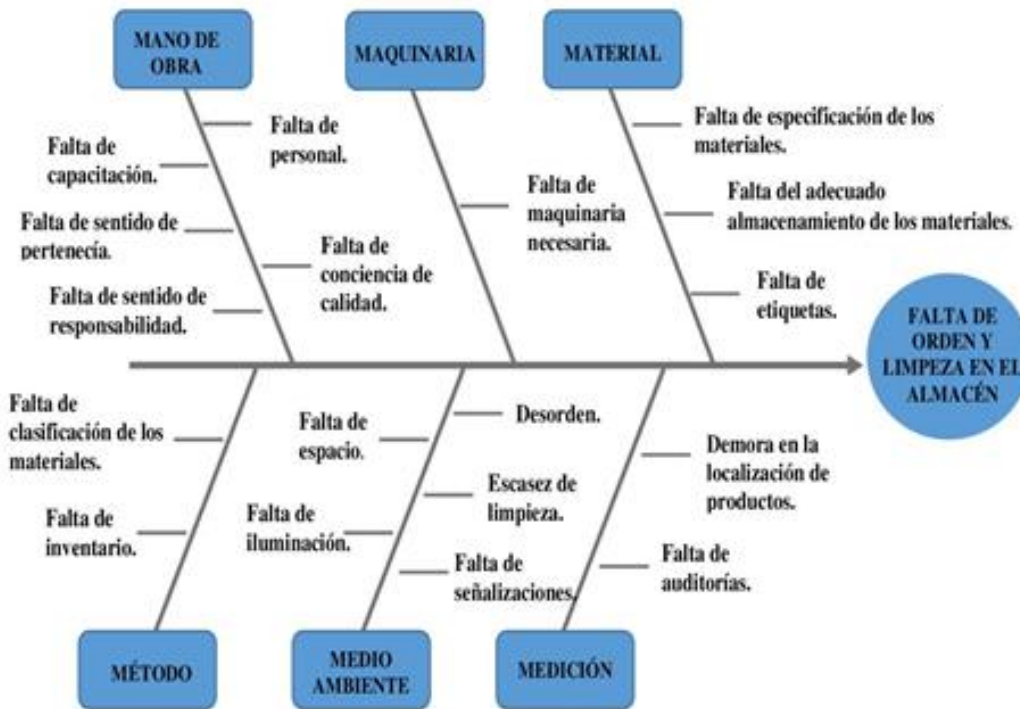 MANO DE
OBRA
MAQUINARIA
MATERIAL
Falta de
personal.
Falta de
capacitación.
Falta de sentido de
pertenecía.
Falta de
conciencia de
calidad.
Falta de sentido de
responsabilidad.
Falta de
maquinaria
necesaria.
Falta de especificación de los
materiales.
Falta del adecuado
almacenamiento de los materiales.
Falta de
etiquetas.
FALTA DE
ORDEN Y
LIMPEZA EN EL
ALMACÉN
Falta de
clasificación de los
materiales.
Falta de
inventario.
Desorden.
Falta de
espacio.
Escasez de
limpieza.
Falta de
iluminación.
Falta de
señalizaciones.
Demora en la
localización de
productos.
Falta de
auditorías.
MÉTODO
MEDIO
AMBIENTE
MEDICIÓN